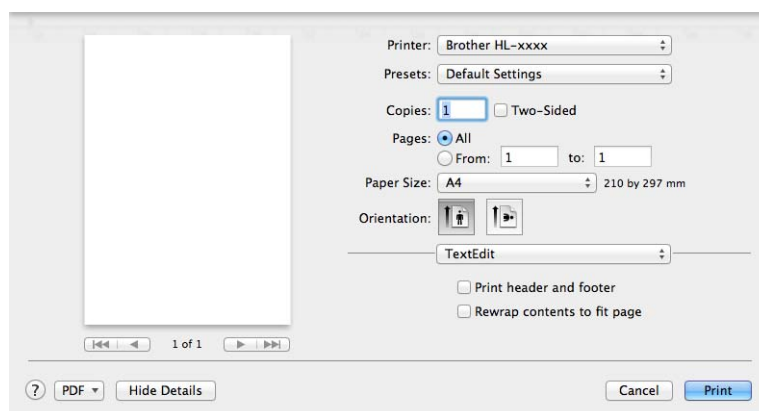 Printer: Brother HL-xxxx
Presets: Default Settings
Copies: 1 Two-Sided
Pages: All
From: 1 to: 1
Paper Size: A4 210 by 297 mm
Orientation:
TextEdit
Print header and footer
Rewrap contents to fit page
1 of 1
? PDF Hide Details Cancel Print